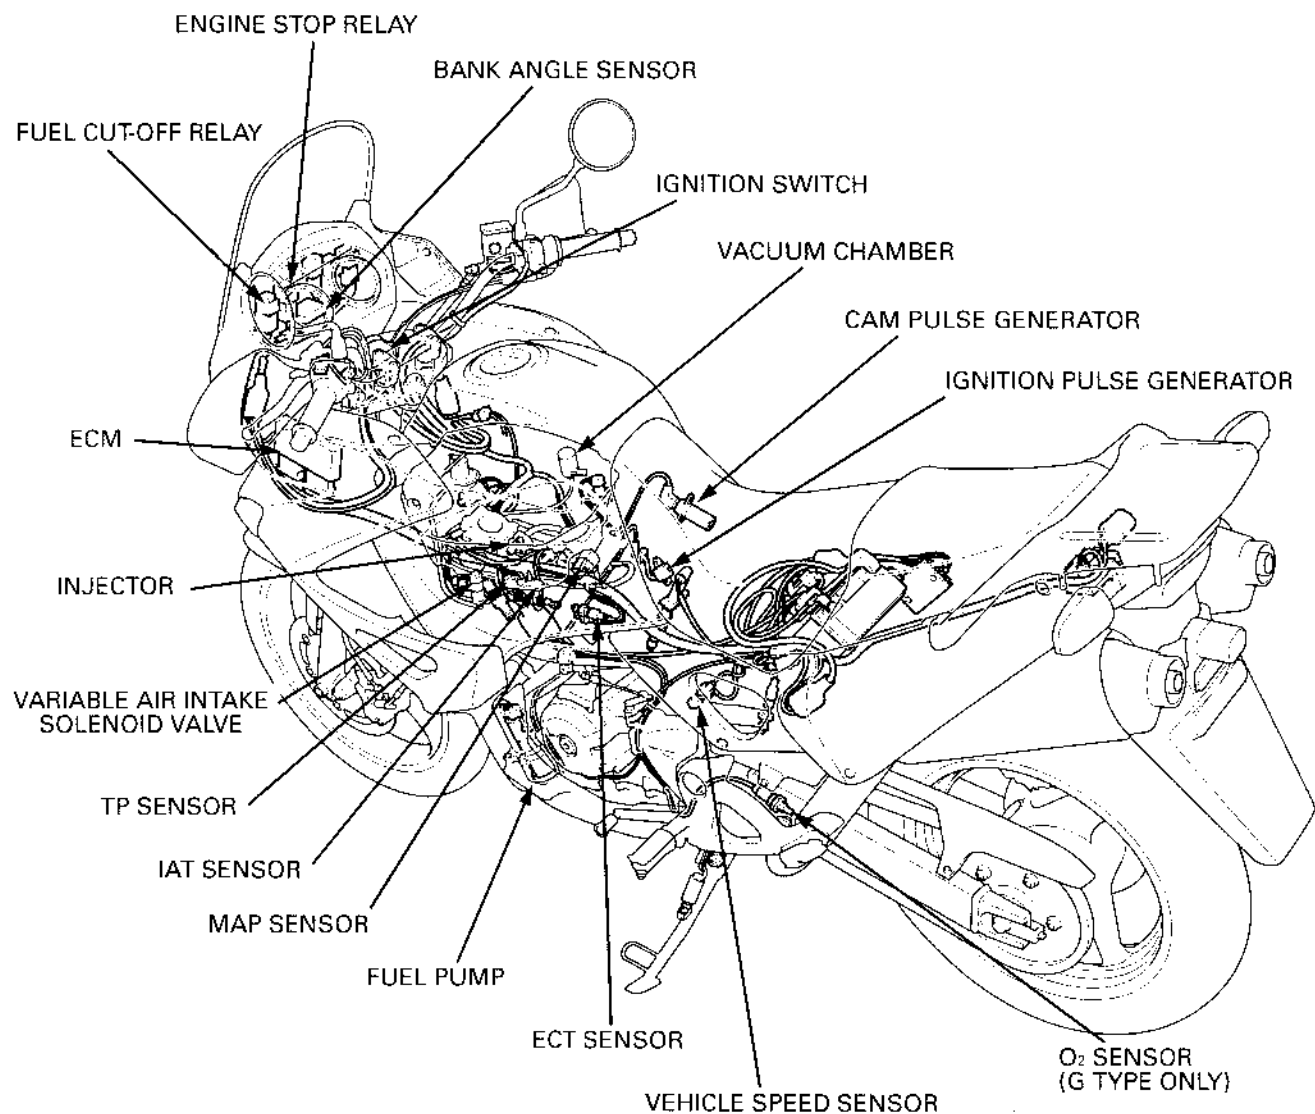 ENGINE STOP RELAY
BANK ANGLE SENSOR
FUEL CUT-OFF RELAY
IGNITION SWITCH
VACUUM CHAMBER
CAM PULSE GENERATOR
IGNITION PULSE GENERATOR
ECM
INJECTOR
VARIABLE AIR INTAKE
SOLENOID VALVE
TP SENSOR
IAT SENSOR
MAP SENSOR
FUEL PUMP
ECT SENSOR
O₂ SENSOR
(G TYPE ONLY)
VEHICLE SPEED SENSOR